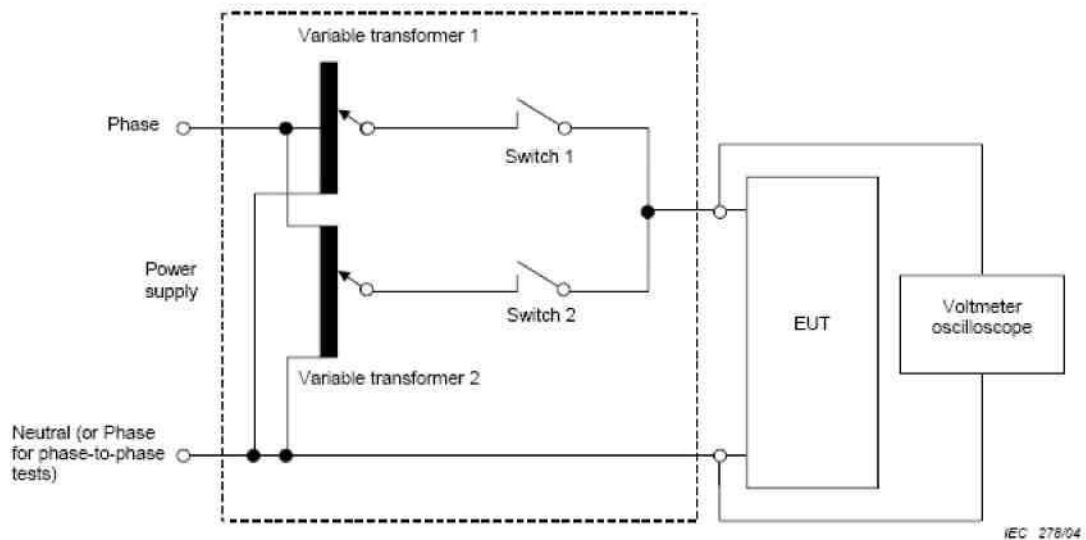 Variable transformer 1
Phase
Switch 1
Power
supply
Switch 2
EUT
Voltmeter
oscilloscope
Variable transformer 2
Neutral (or Phase
for phase-to-phase
tests)
IEC 278/04